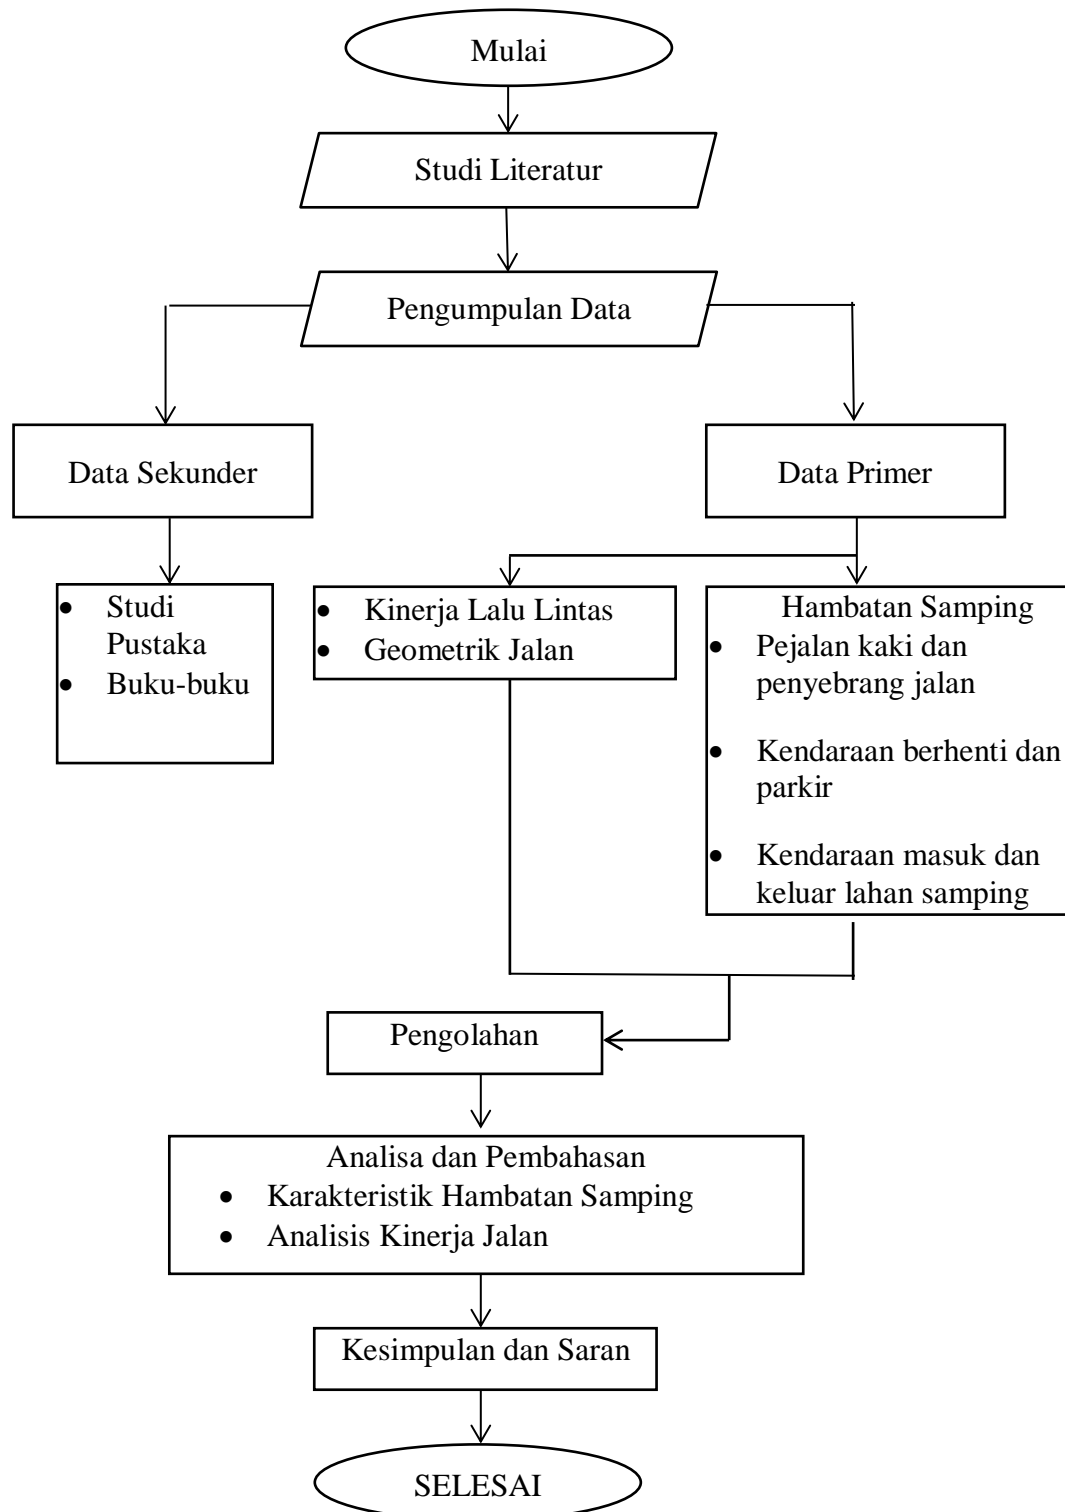 Mulai
Studi Literatur
Pengumpulan Data
Data Sekunder
Data Primer
• Studi
Pustaka
• Buku-buku
• Kinerja Lalu Lintas
• Geometrik Jalan
Hambatan Samping
• Pejalan kaki dan
penyebrang jalan
• Kendaraan berhenti dan
parkir
• Kendaraan masuk dan
keluar lahan samping
Pengolahan
Analisa dan Pembahasan
• Karakteristik Hambatan Samping
• Analisis Kinerja Jalan
Kesimpulan dan Saran
SELESAI